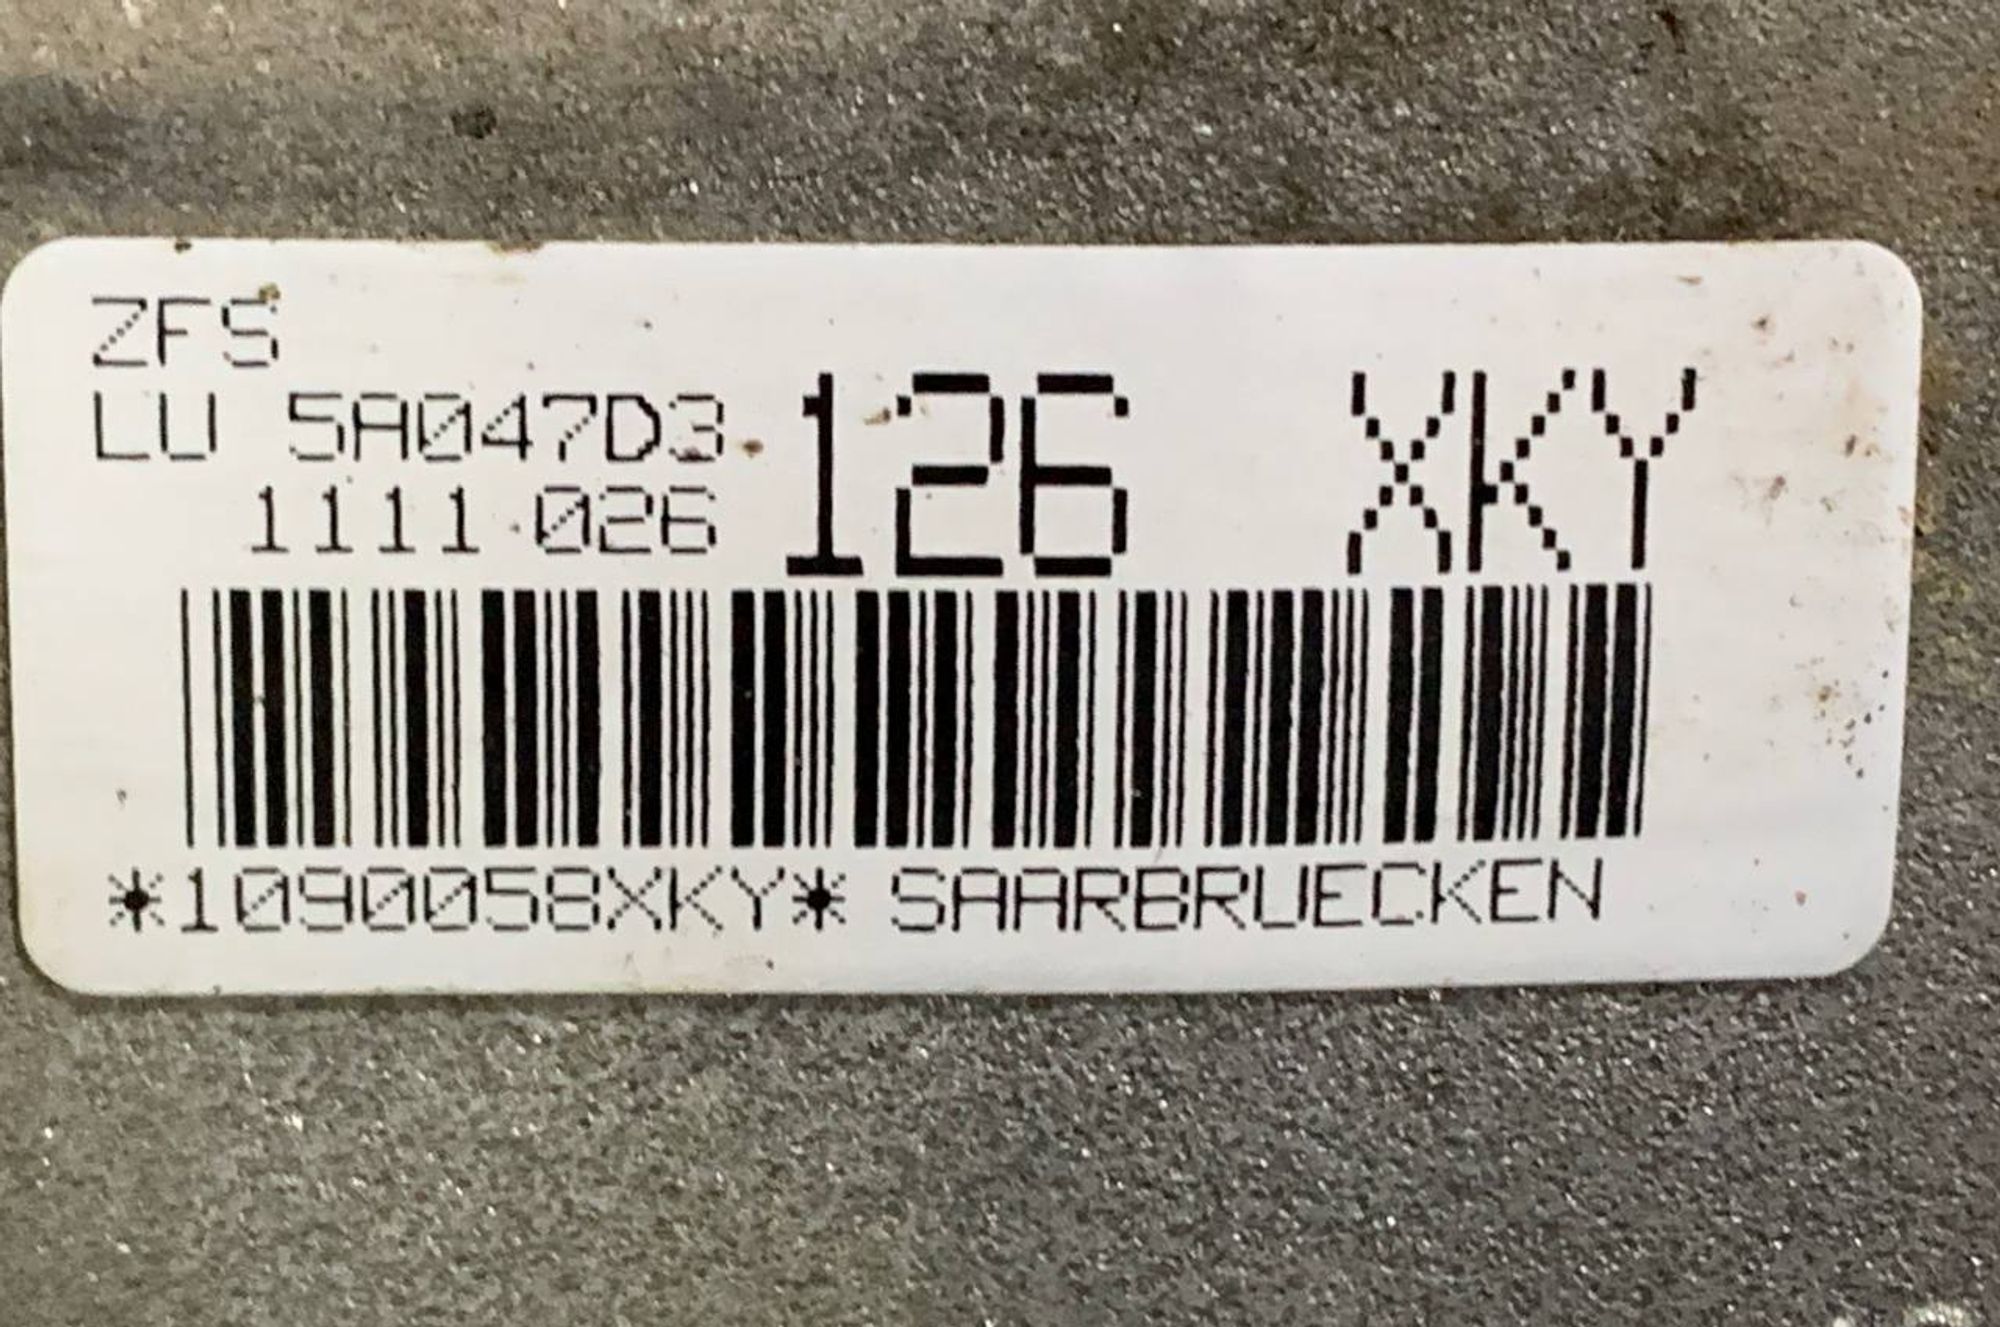 ZFS
LU 5A047D3 126 XKY
1111 026
*1090058XKY* SAARBRUECKEN